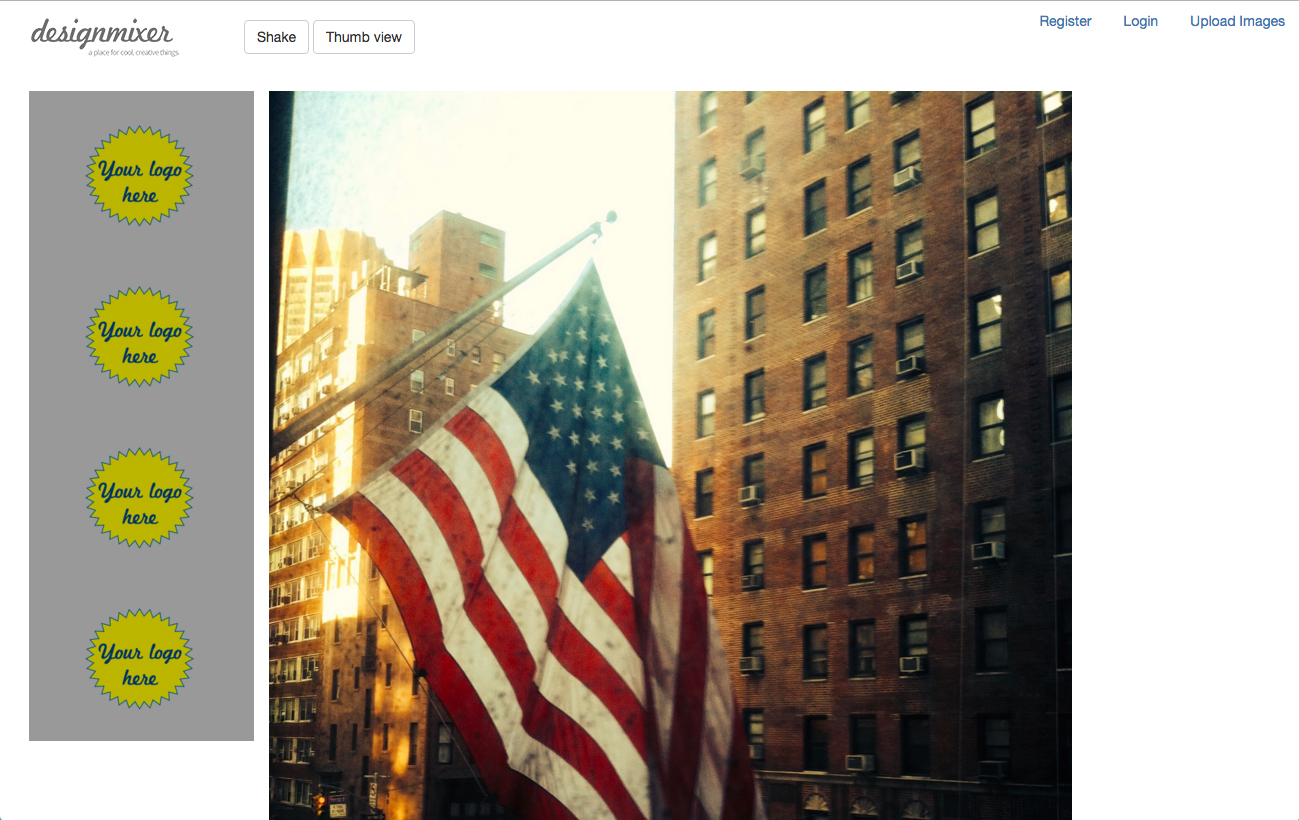 designmixer
a place for cool, creative things.
Shake
Thumb view
Register
Login
Upload Images
Your logo
here
Your logo
here
Your logo
here
Your logo
here